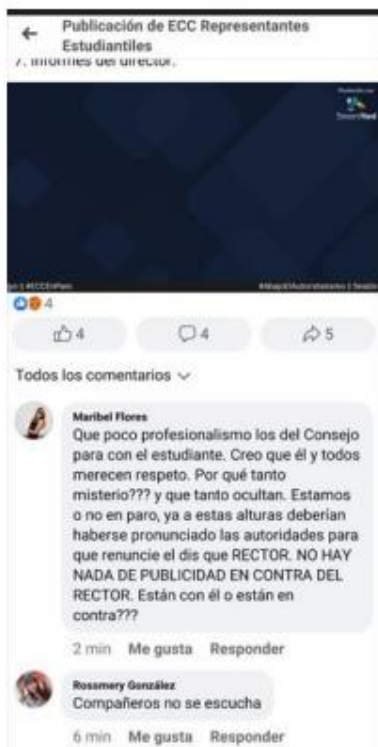 Publicación de ECC Representantes
Estudiantiles
7. Informes del director.
StreamYard
4
4
4
5
Todos los comentarios
Maribel Flores
Que poco profesionalismo los del Consejo
para con el estudiante. Creo que él y todos
merecen respeto. Por qué tanto
misterio??? y que tanto ocultan. Estamos
o no en paro, ya a estas alturas deberían
haberse pronunciado las autoridades para
que renuncie el dis que RECTOR. NO HAY
NADA DE PUBLICIDAD EN CONTRA DEL
RECTOR. Están con él o están en
contra???
2 min Me gusta Responder
Rosamery González
Compañeros no se escucha
6 min Me gusta Responder